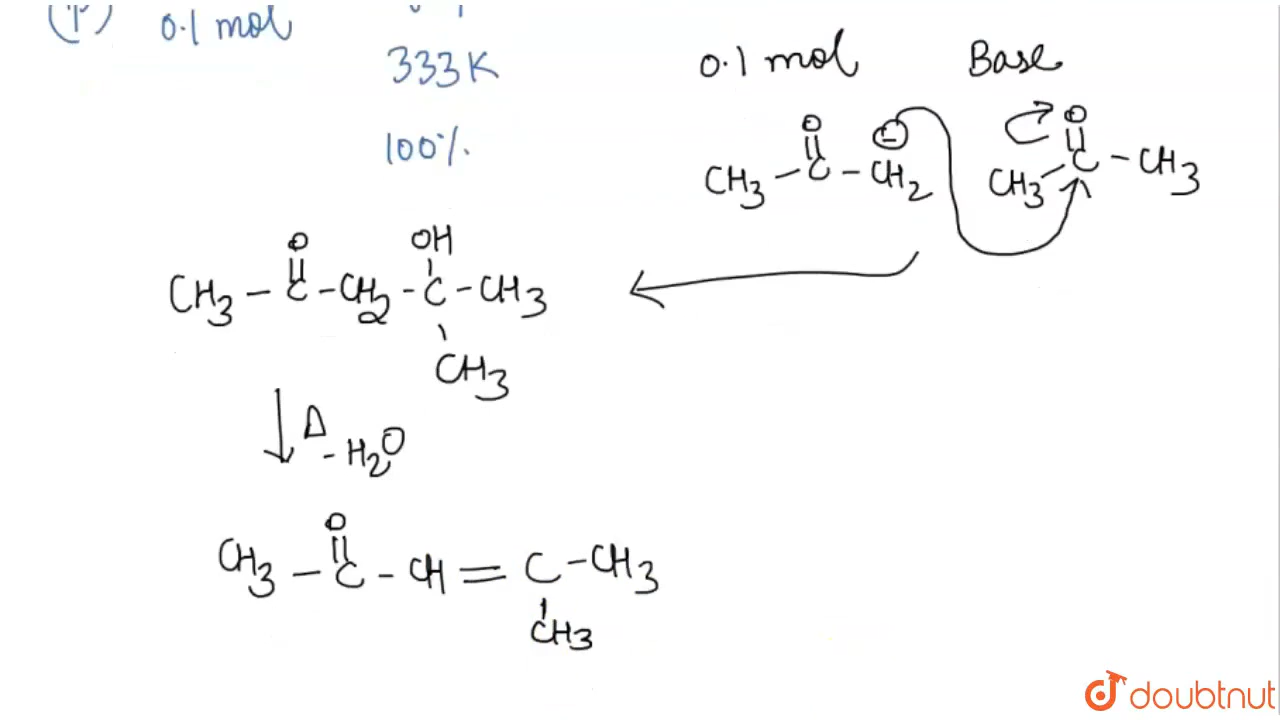 (P) 0.1 mol
333K
100%
0.1 mol Base
O ⊖ O
CH3 - C - CH2 CH3 - C - CH3
O OH
CH3 - C - CH2 - C - CH3
α
CH3
Δ
- H2O
O
CH3 - C - CH = C - CH3
CH3
doubtnut